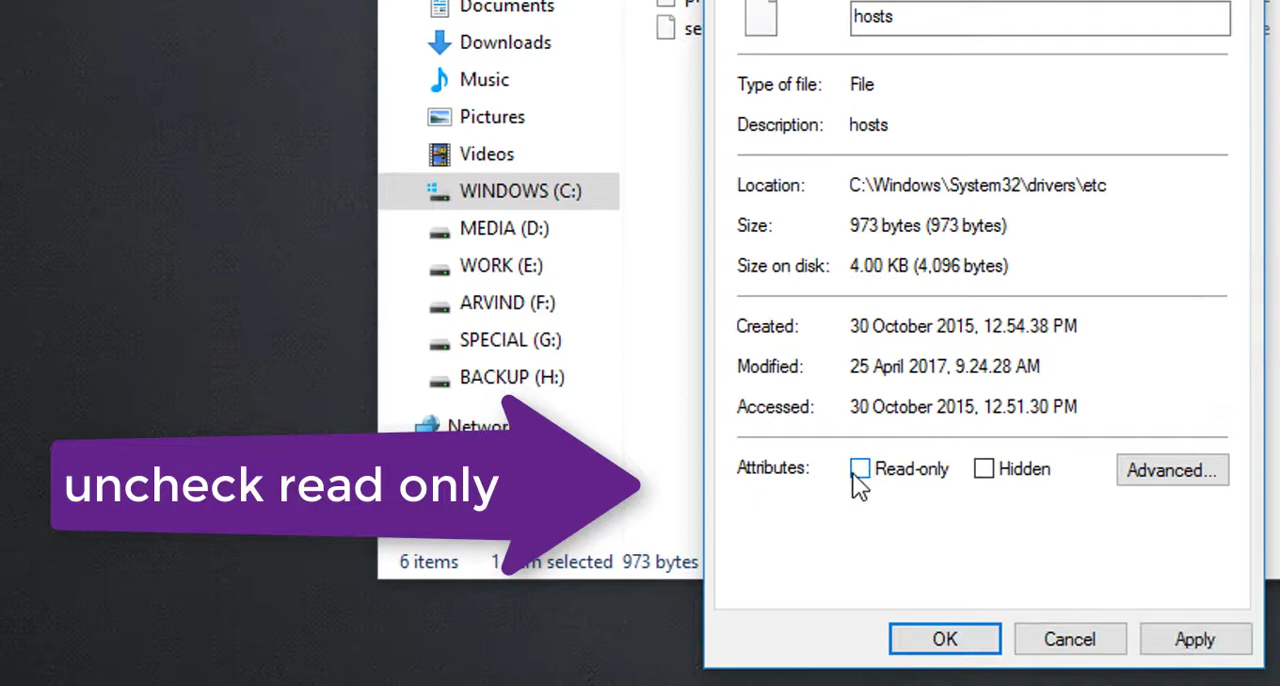 Documents
se
hosts
Downloads
Music
Pictures
Videos
WINDOWS (C:)
MEDIA (D:)
WORK (E:)
ARVIND (F:)
SPECIAL (G:)
BACKUP (H:)
Networ
uncheck read only
6 items 1 selected 973 bytes
Type of file: File
Description: hosts
Location: C:\Windows\System32\drivers\etc
Size: 973 bytes (973 bytes)
Size on disk: 4.00 KB (4,096 bytes)
Created: 30 October 2015, 12.54.38 PM
Modified: 25 April 2017, 9.24.28 AM
Accessed: 30 October 2015, 12.51.30 PM
Attributes: Read-only Hidden Advanced...
OK Cancel Apply